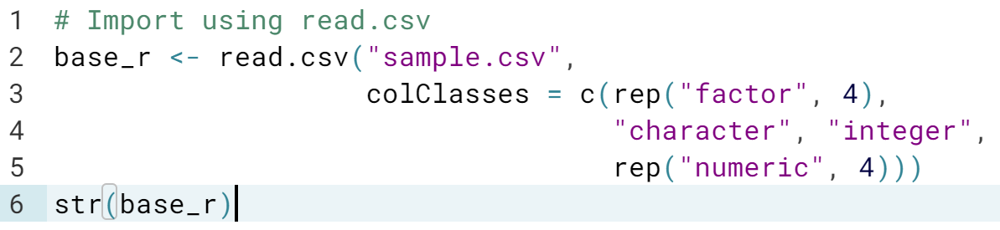 1 # Import using read.csv
2 base_r <- read.csv("sample.csv",
3                    colClasses = c(rep("factor", 4),
4                                   "character", "integer",
5                                   rep("numeric", 4)))
6 str(base_r)